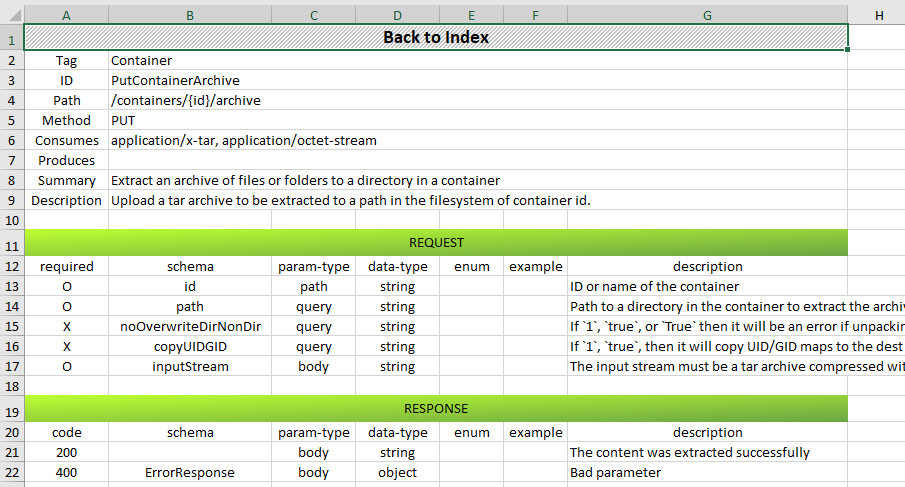 A B C D E F G H
1 Back to Index
2 Tag Container
3 ID PutContainerArchive
4 Path /containers/{id}/archive
5 Method PUT
6 Consumes application/x-tar, application/octet-stream
7 Produces
8 Summary Extract an archive of files or folders to a directory in a container
9 Description Upload a tar archive to be extracted to a path in the filesystem of container id.
10
11 REQUEST
12 required schema param-type data-type enum example description
13 O id path string ID or name of the container
14 O path query string Path to a directory in the container to extract the archiv
15 X noOverwriteDirNonDir query string If `1`, `true`, or `True` then it will be an error if unpackin
16 X copyUIDGID query string If `1`, `true`, then it will copy UID/GID maps to the dest
17 O inputStream body string The input stream must be a tar archive compressed wit
18
19 RESPONSE
20 code schema param-type data-type enum example description
21 200 body string The content was extracted successfully
22 400 ErrorResponse body object Bad parameter